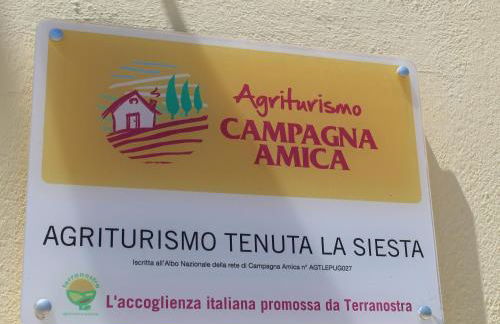 Agriturismo
CAMPAGNA
AMICA
AGRITURISMO TENUTA LA SIESTA
Iscritta all'Albo Nazionale della rete di Campagna Amica n° AGTLEPUG027
terranostra
L'accoglienza italiana promossa da Terranostra